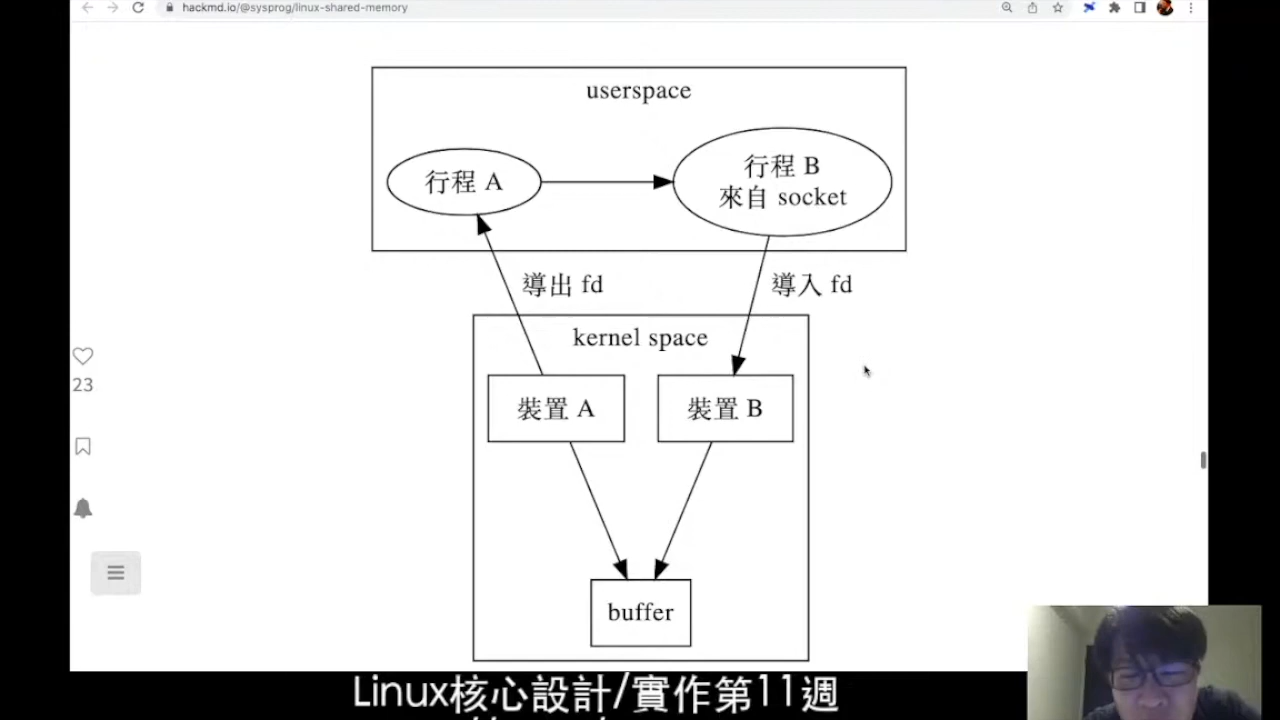 hackmd.io/@sysprog/linux-shared-memory
userspace
行程 A
行程 B
來自 socket
導出 fd
導入 fd
kernel space
裝置 A
裝置 B
buffer
23
Linux核心設計/實作第11週